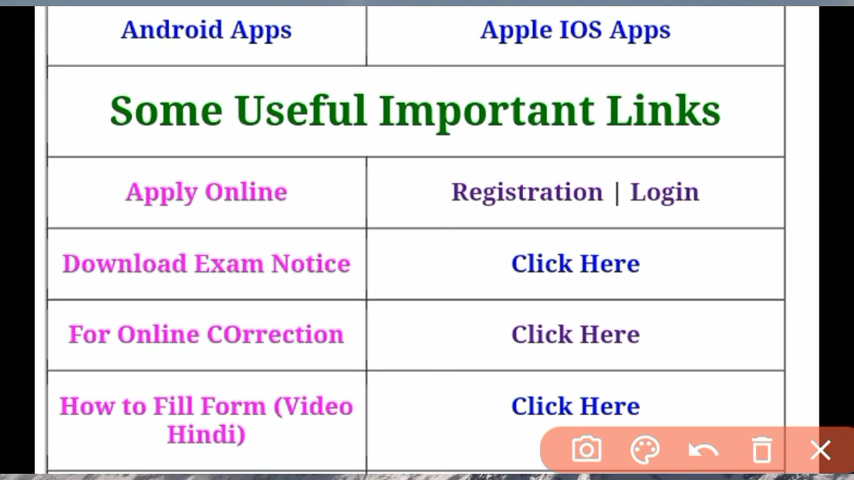 Android Apps Apple IOS Apps
Some Useful Important Links
Apply Online Registration | Login
Download Exam Notice Click Here
For Online COrrection Click Here
How to Fill Form (Video Click Here
Hindi)